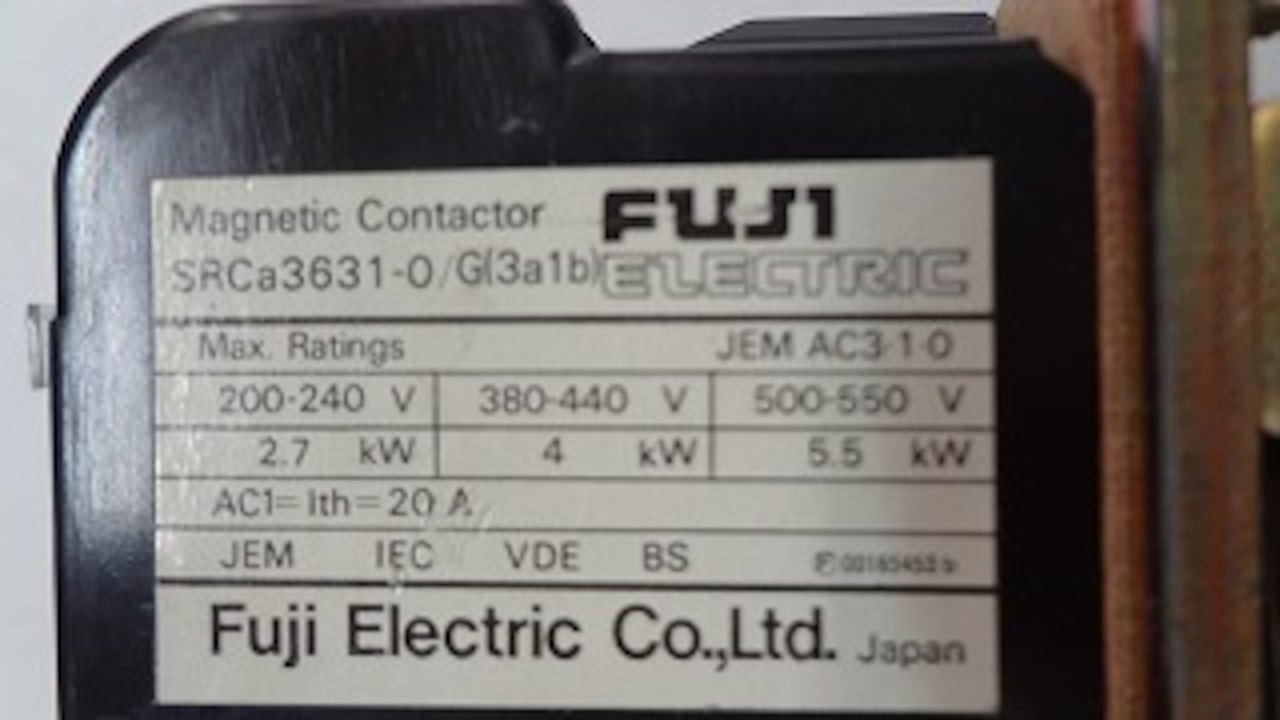 Magnetic Contactor FUJI
SRCa3631-0/G(3a1b) ELECTRIC
Max. Ratings JEM AC3-1-0
200-240 V 380-440 V 500-550 V
2.7 kW 4 kW 5.5 kW
AC1=Ith=20 A
JEM IEC VDE BS
Fuji Electric Co.,Ltd. Japan